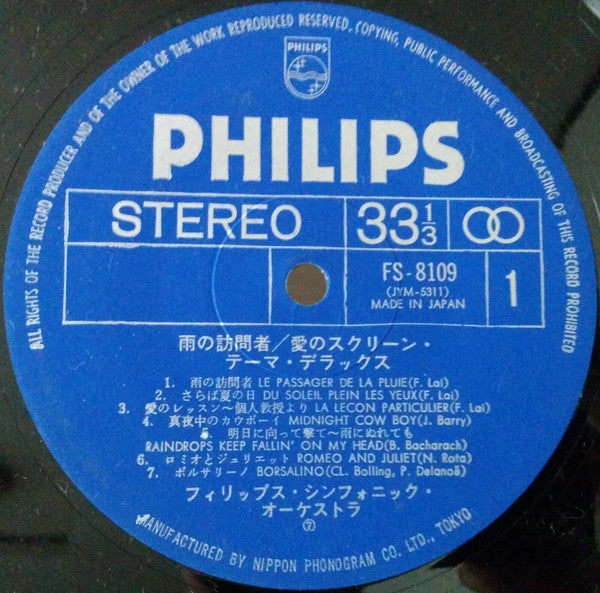 ALL RIGHTS OF THE RECORD PRODUCER AND OF THE OWNER OF THE WORK REPRODUCED RESERVED, COPYING, PUBLIC PERFORMANCE AND BROADCASTING OF THIS RECORD PROHIBITED
PHILIPS
PHILIPS
STEREO 33 1/3
FS-8109
(JYM-5311)
MADE IN JAPAN
1
雨の訪問者/愛のスクリーン・
テーマ・デラックス
1. 雨の訪問者 LE PASSAGER DE LA PLUIE(F. Lai)
2. さらば夏の日 DU SOLEIL PLEIN LES YEUX(F. Lai)
3. 愛のレッスン〜個人教授より LA LECON PARTICULIER(F. Lai)
4. 真夜中のカウボーイ MIDNIGHT COW BOY(J. Barry)
5. 明日に向って撃て〜雨にぬれても
RAINDROPS KEEP FALLIN' ON MY HEAD(B. Bacharach)
6. ロミオとジュリエット ROMEO AND JULIET(N. Rota)
7. ボルサリーノ BORSALINO(CL. Bolling, P. Delanoë)
フィリップス・シンフォニック・
オーケストラ
⑦
MANUFACTURED BY NIPPON PHONOGRAM CO. LTD., TOKYO